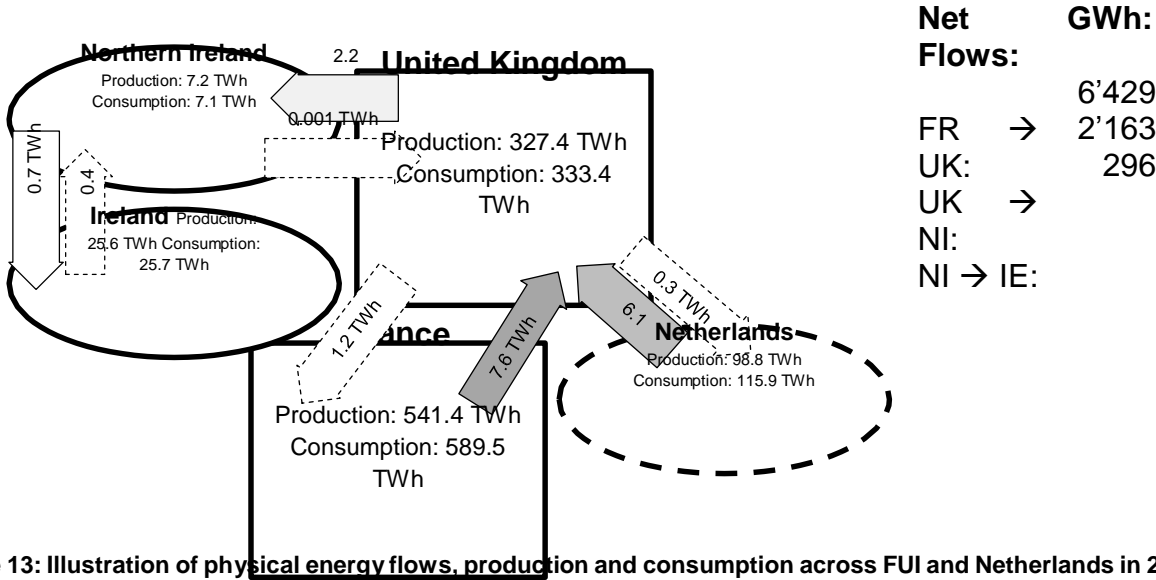 Net Flows: GWh:
6'429
FR → 2'163
UK: 296
UK →
NI:
NI → IE:
Northern Ireland
Production: 7.2 TWh
Consumption: 7.1 TWh
2.2
0.001 TWh
United Kingdom
Production: 327.4 TWh
Consumption: 333.4
TWh
0.7 TWh
0.4
Ireland Production:
25.6 TWh Consumption:
25.7 TWh
1.2 TWh
7.6 TWh
6.1
0.3 TWh
ance
Production: 541.4 TWh
Consumption: 589.5
TWh
Netherlands
Production: 98.8 TWh
Consumption: 115.9 TWh
13: Illustration of physical energy flows, production and consumption across FUI and Netherlands in 2